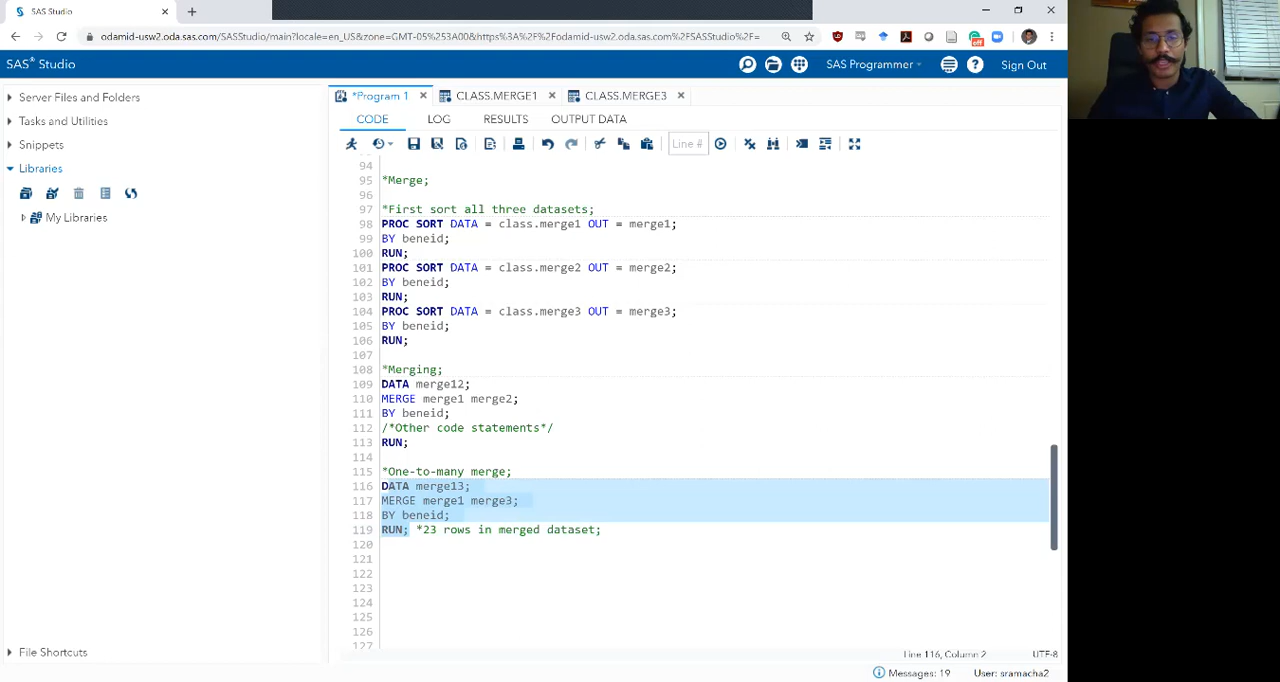 SAS Studio
odamid-usw2.oda.sas.com/SASStudio/main?locale=en_US&zone=GMT-05%253A00&https%3A%2F%2Fodamid-usw2.oda.sas.com%2FSASStudio%2F=
SAS® Studio
SAS Programmer
Sign Out
Server Files and Folders
Tasks and Utilities
Snippets
Libraries
My Libraries
File Shortcuts
*Program 1
CLASS.MERGE1
CLASS.MERGE3
CODE
LOG
RESULTS
OUTPUT DATA
Line #
94
95 *Merge;
96
97 *First sort all three datasets;
98 PROC SORT DATA = class.merge1 OUT = merge1;
99 BY beneid;
100 RUN;
101 PROC SORT DATA = class.merge2 OUT = merge2;
102 BY beneid;
103 RUN;
104 PROC SORT DATA = class.merge3 OUT = merge3;
105 BY beneid;
106 RUN;
107
108 *Merging;
109 DATA merge12;
110 MERGE merge1 merge2;
111 BY beneid;
112 /*Other code statements*/
113 RUN;
114
115 *One-to-many merge;
116 DATA merge13;
117 MERGE merge1 merge3;
118 BY beneid;
119 RUN; *23 rows in merged dataset;
120
121
122
123
124
125
126
127
Line 116, Column 2
UTF-8
Messages: 19
User: sramacha2